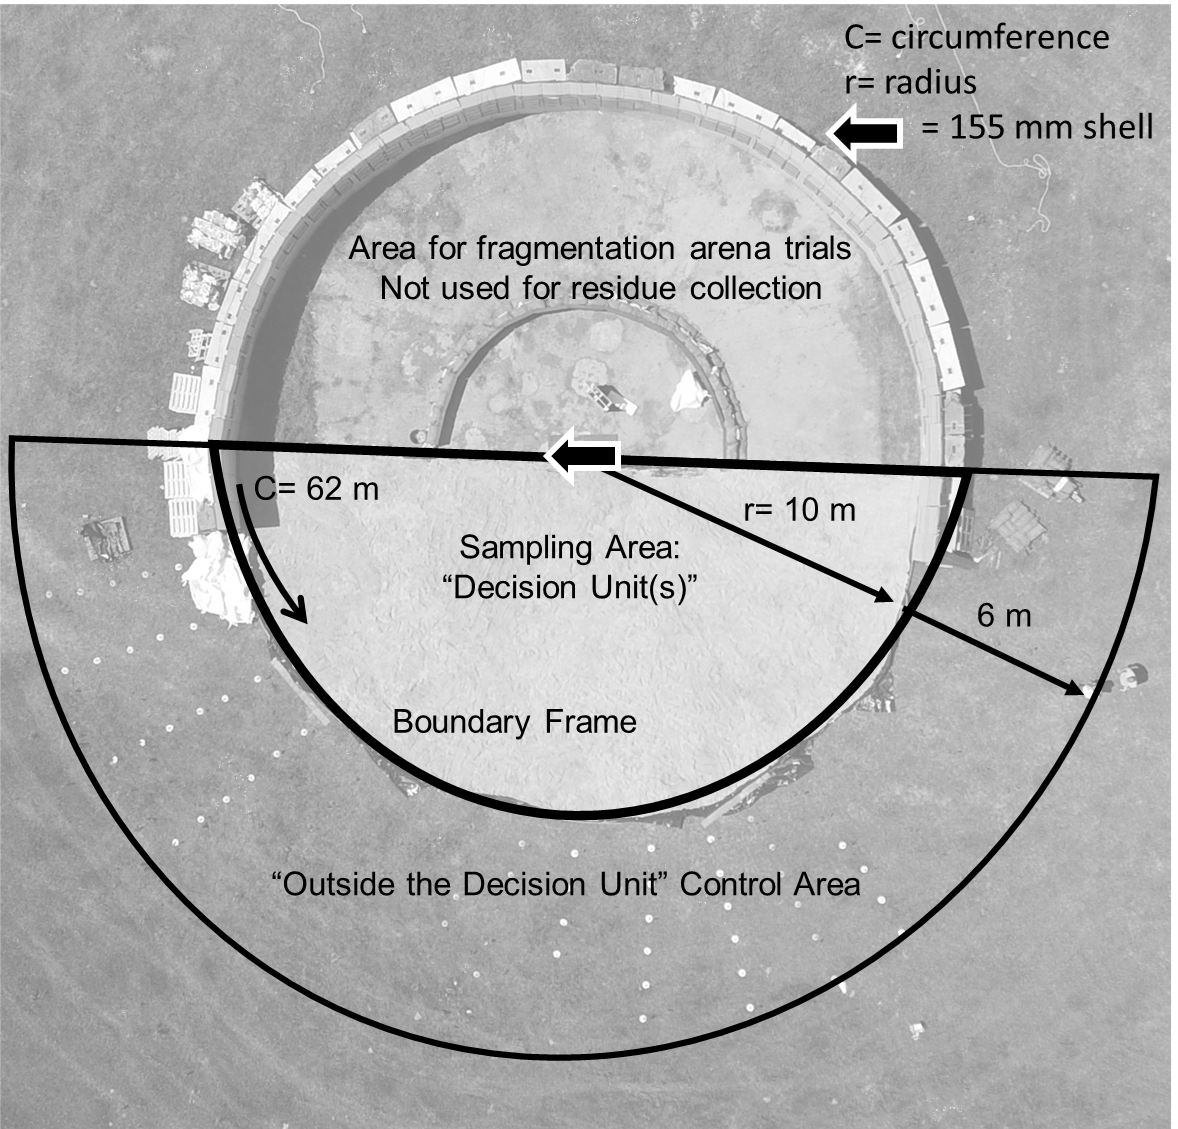 C= circumference
r= radius
= 155 mm shell
Area for fragmentation arena trials
Not used for residue collection
C= 62 m
r= 10 m
Sampling Area:
“Decision Unit(s)”
6 m
Boundary Frame
“Outside the Decision Unit” Control Area